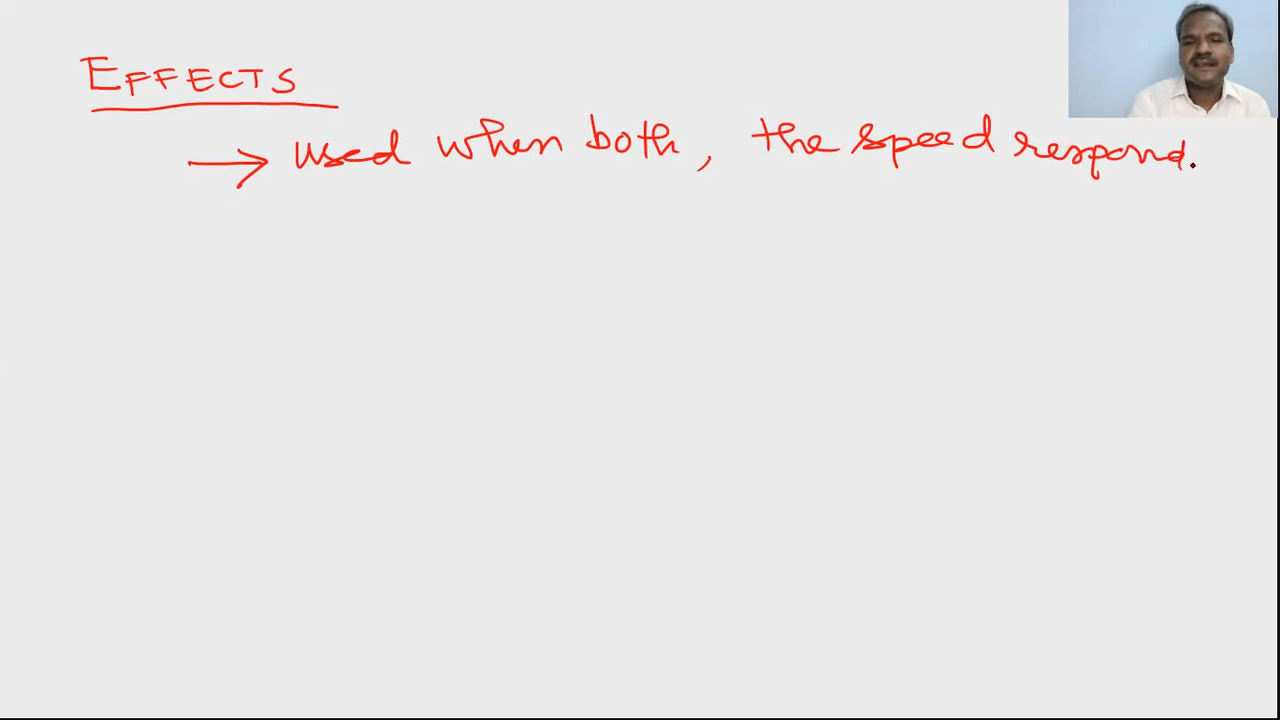 EFFECTS
→ used when both, the speed respond